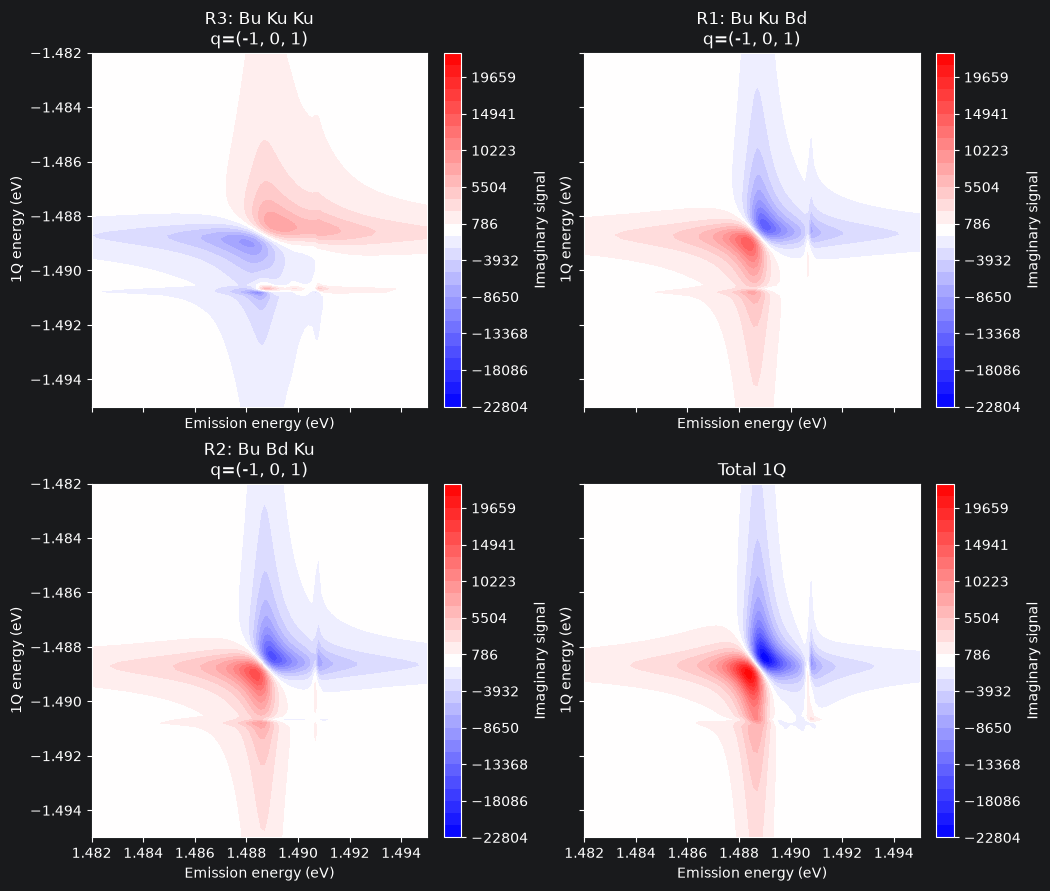 R3: Bu Ku Ku
q=(-1, 0, 1)
−1.482
−1.484
−1.486
−1.488
−1.490
−1.492
−1.494
1Q energy (eV)
Emission energy (eV)
19659
14941
10223
5504
786
−3932
−8650
−13368
−18086
−22804
Imaginary signal
R1: Bu Ku Bd
q=(-1, 0, 1)
1Q energy (eV)
Emission energy (eV)
19659
14941
10223
5504
786
−3932
−8650
−13368
−18086
−22804
Imaginary signal
R2: Bu Bd Ku
q=(-1, 0, 1)
−1.482
−1.484
−1.486
−1.488
−1.490
−1.492
−1.494
1Q energy (eV)
1.482 1.484 1.486 1.488 1.490 1.492 1.494
Emission energy (eV)
19659
14941
10223
5504
786
−3932
−8650
−13368
−18086
−22804
Imaginary signal
Total 1Q
1Q energy (eV)
1.482 1.484 1.486 1.488 1.490 1.492 1.494
Emission energy (eV)
19659
14941
10223
5504
786
−3932
−8650
−13368
−18086
−22804
Imaginary signal